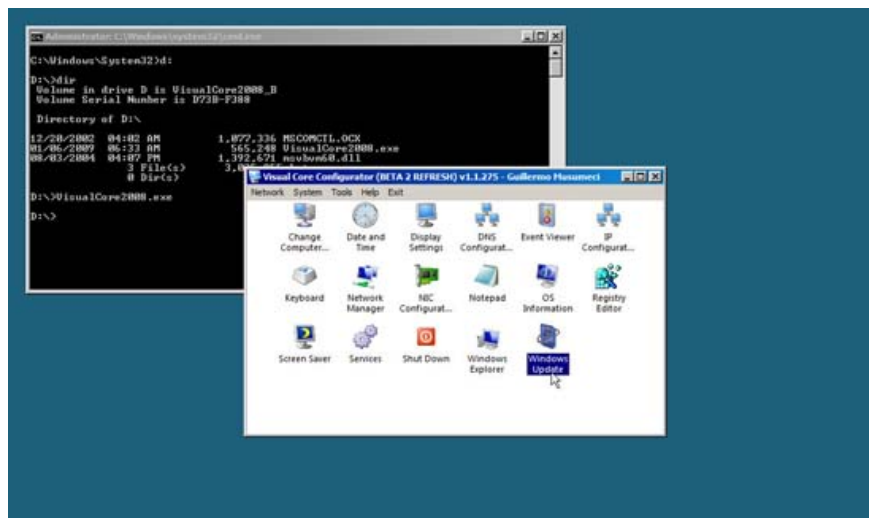 Administrator: C:\Windows\system32\cmd.exe
C:\Windows\System32>d:
D:\>dir
Volume in drive D is VisualCore2008_B
Volume Serial Number is D73B-F388
Directory of D:\
12/20/2002 04:02 AM 1,077,336 MSCOMCTL.OCX
01/06/2009 06:33 AM 565,248 VisualCore2008.exe
08/03/2004 04:07 PM 1,392,671 msvbvm60.dll
3 File(s)
0 Dir(s)
D:\>VisualCore2008.exe
D:\>
Visual Core Configurator (BETA 2 REFRESH) v1.1.275 - Guillermo Musumeci
Network System Tools Help Exit
Change Computer...
Date and Time
Display Settings
DNS Configurat...
Event Viewer
IP Configurat...
Keyboard
Network Manager
NIC Configurat...
Notepad
OS Information
Registry Editor
Screen Saver
Services
Shut Down
Windows Explorer
Windows Update